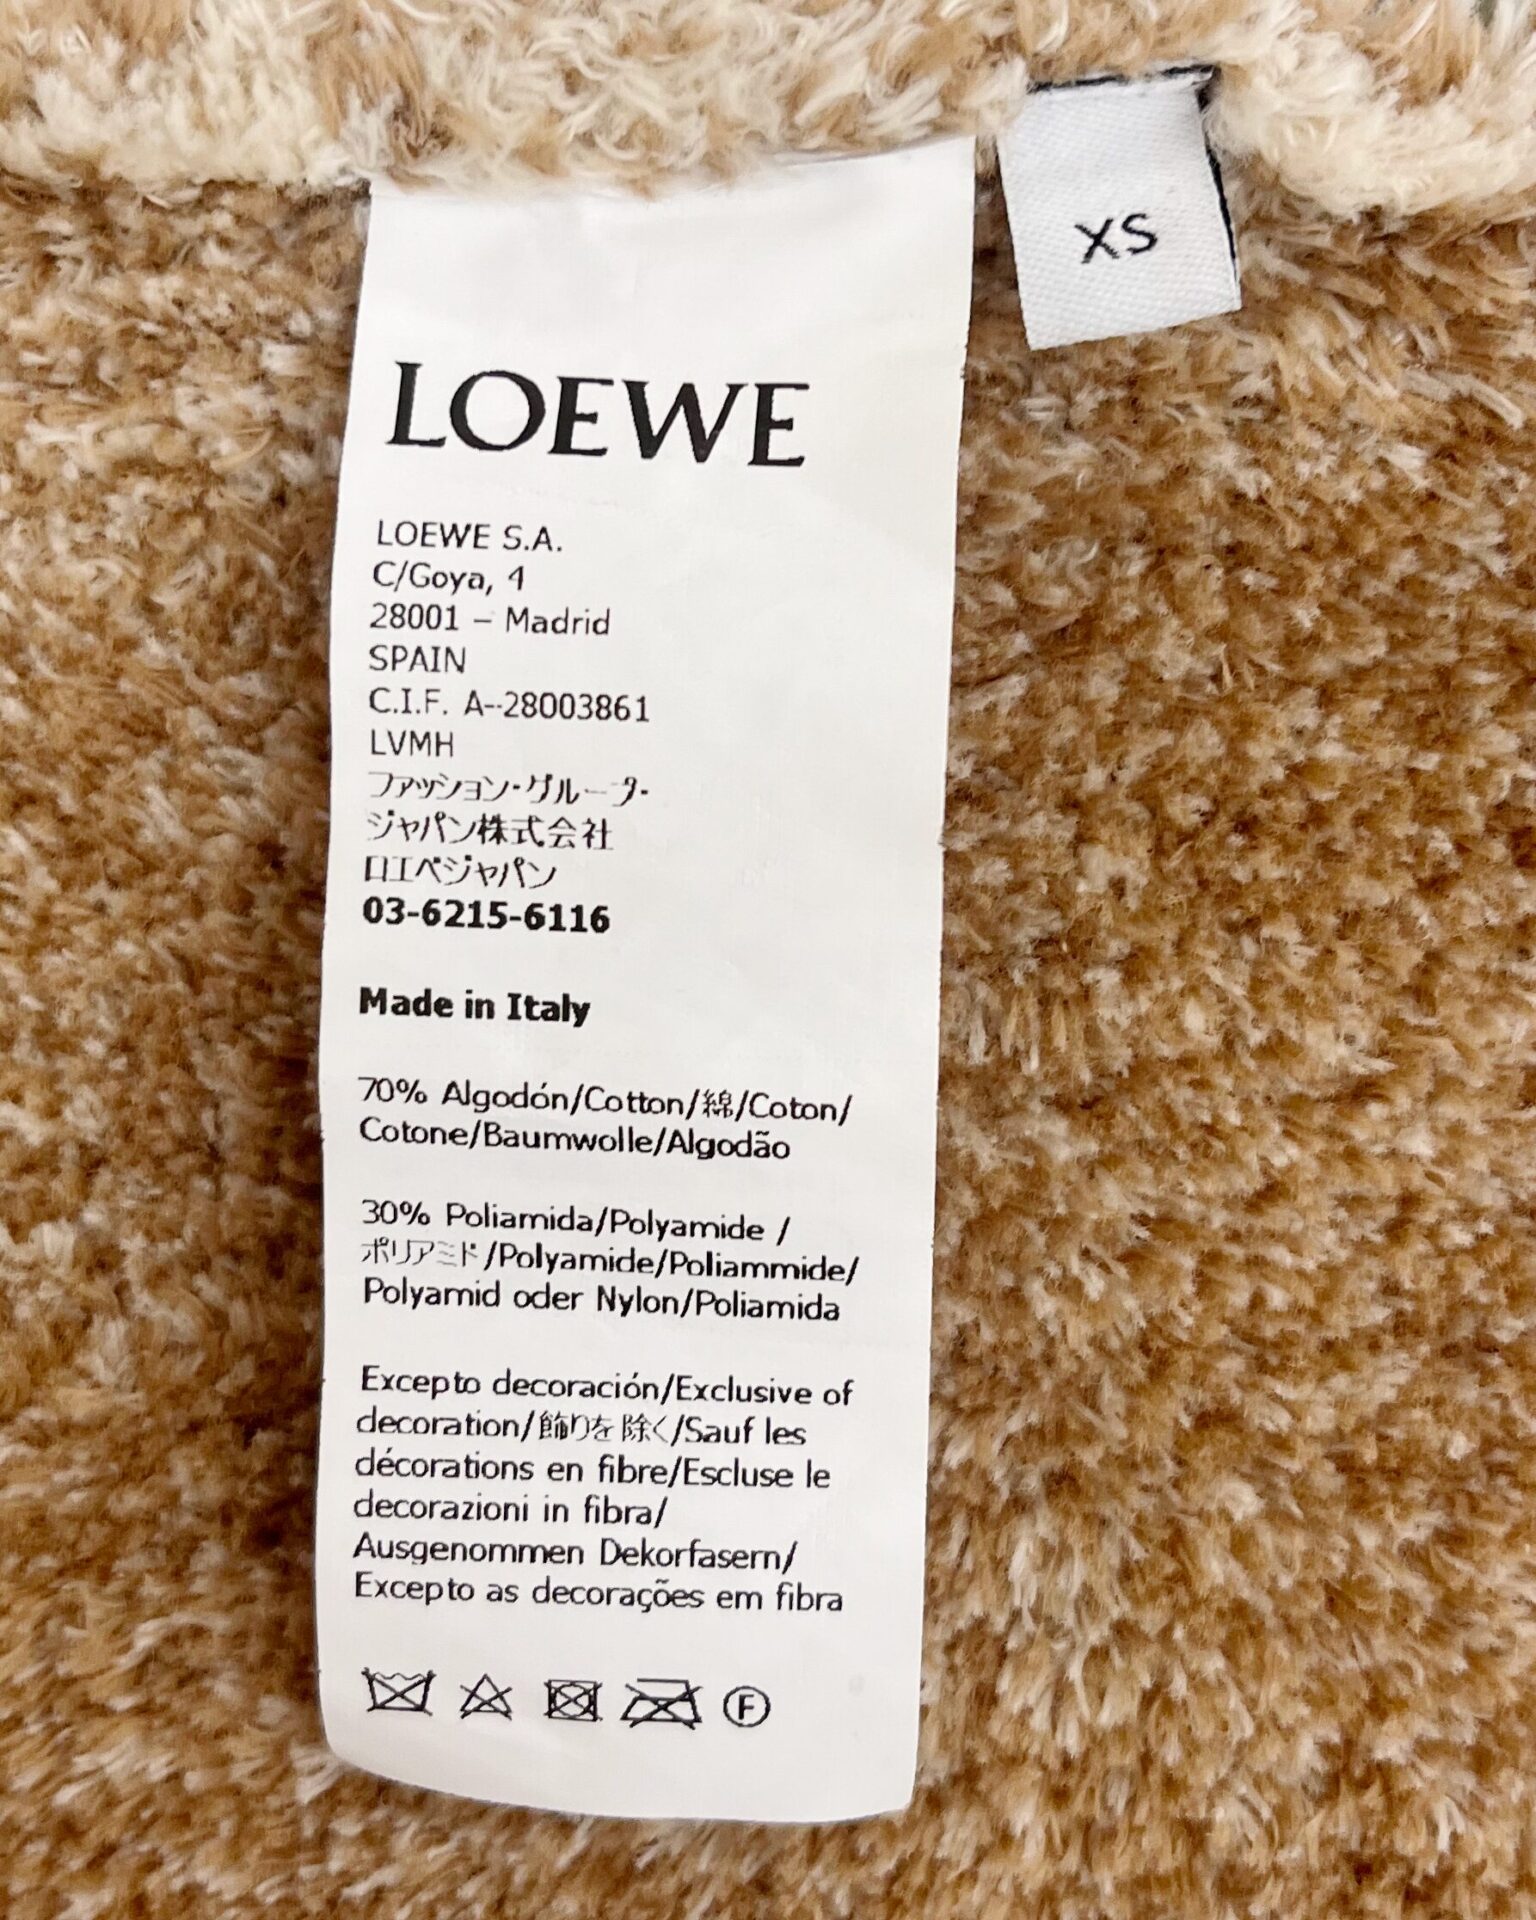 XS
LOEWE
LOEWE S.A.
C/Goya, 4
28001 – Madrid
SPAIN
C.I.F. A--28003861
LVMH
ファッション・グループ・
ジャパン株式会社
ロエベジャパン
03-6215-6116
Made in Italy
70% Algodón/Cotton/綿/Coton/
Cotone/Baumwolle/Algodão
30% Poliamida/Polyamide /
ポリアミド/Polyamide/Poliammide/
Polyamid oder Nylon/Poliamida
Excepto decoración/Exclusive of
decoration/飾りを除く/Sauf les
décorations en fibre/Escluse le
decorazioni in fibra/
Ausgenommen Dekorfasern/
Excepto as decorações em fibra
F